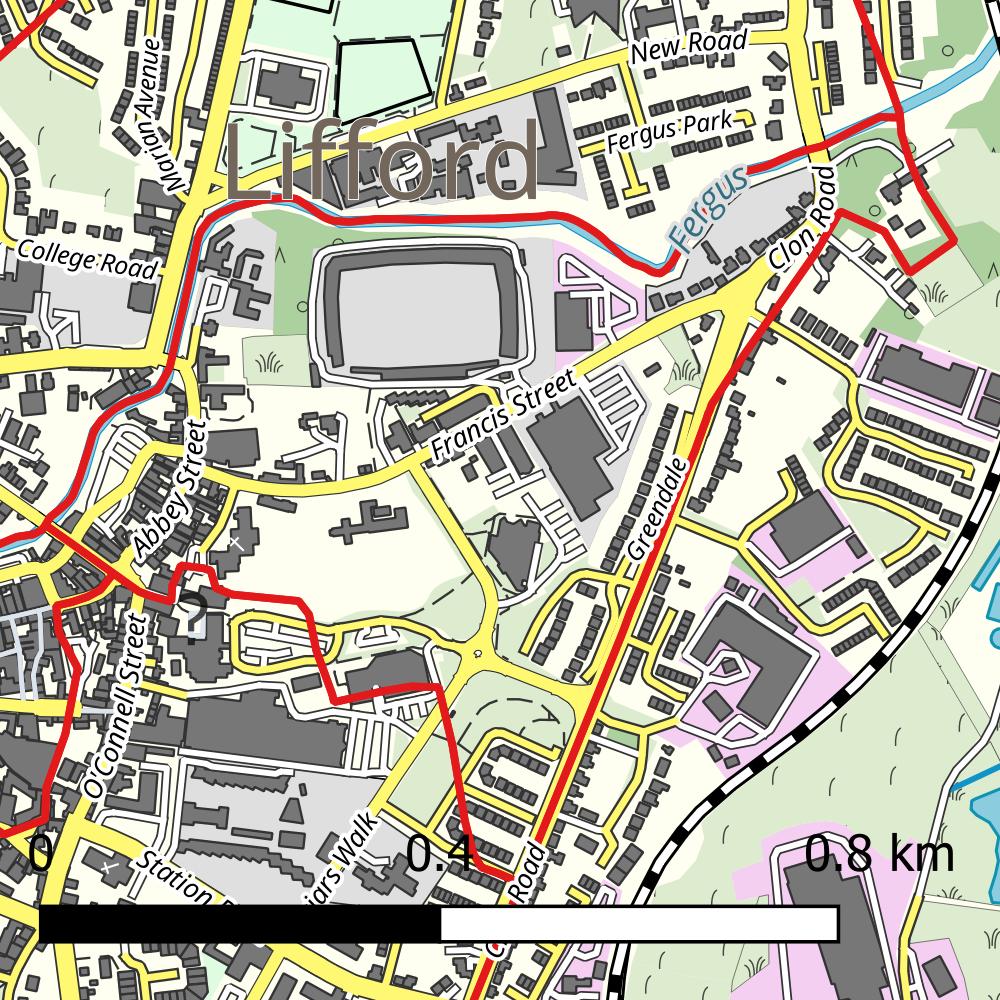 New Road
Marion Avenue
Fergus Park
Lifford
Fergus
Clon Road
College Road
Francis Street
Abbey Street
Greendale
?
O'Connell Street
0
0.4
0.8 km
Station
Road